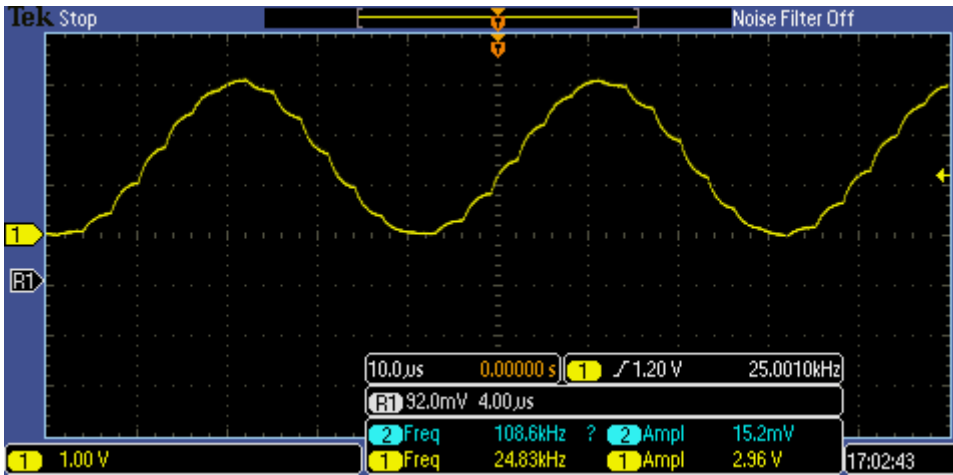 Tek Stop
T
Noise Filter Off
T
1
R1
10.0µs 0.00000 s
1 1.20 V 25.0010kHz
R1 92.0mV 4.00µs
2 Freq 108.6kHz ? 2 Ampl 15.2mV
1 Freq 24.83kHz 1 Ampl 2.96 V
1 1.00 V
17:02:43